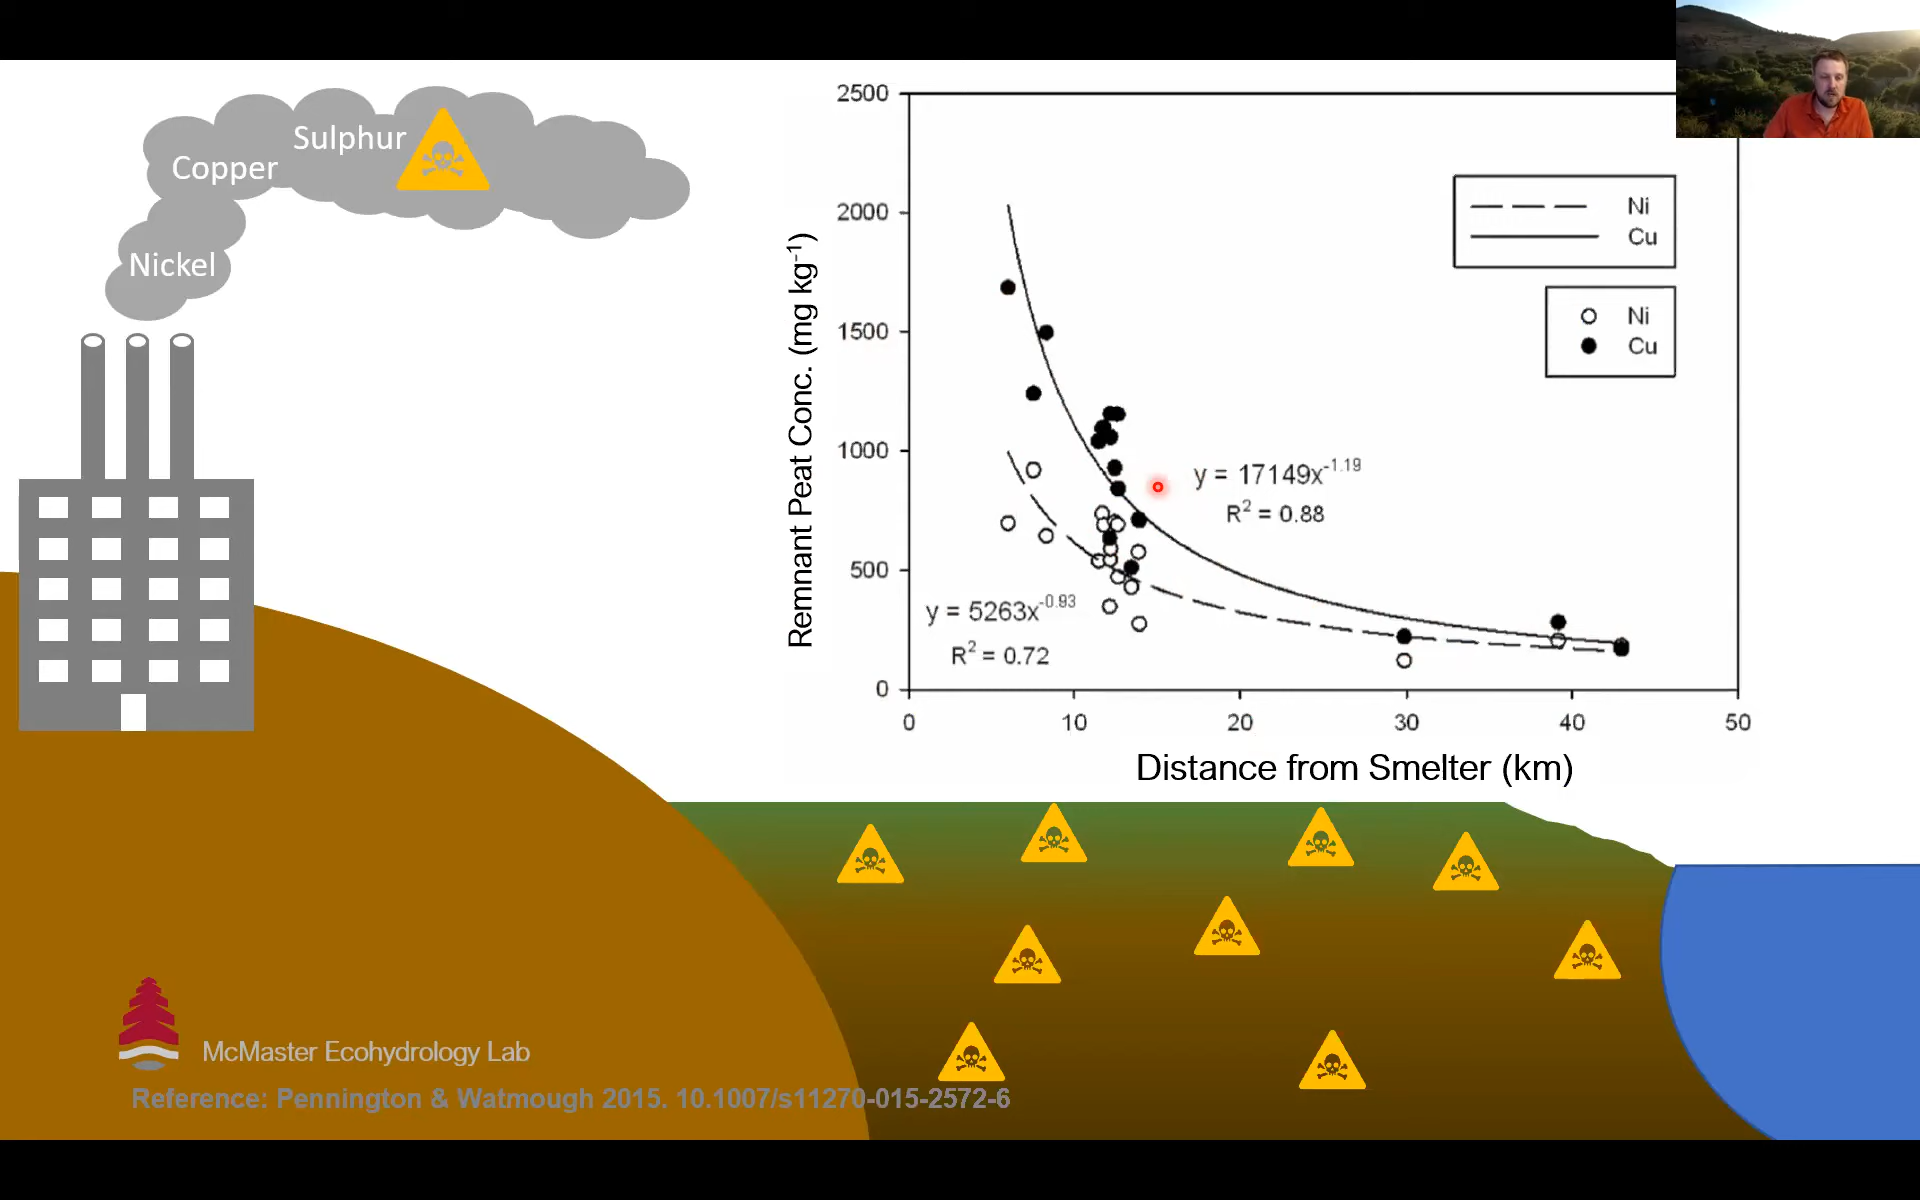 Sulphur
Copper
Nickel
2500
2000
1500
1000
500
0
Remnant Peat Conc. (mg kg⁻¹)
Ni
Cu
Ni
Cu
y = 17149x⁻¹·¹⁹
R² = 0.88
y = 5263x⁻⁰·⁹³
R² = 0.72
0 10 20 30 40 50
Distance from Smelter (km)
McMaster Ecohydrology Lab
Reference: Pennington & Watmough 2015. 10.1007/s11270-015-2572-6